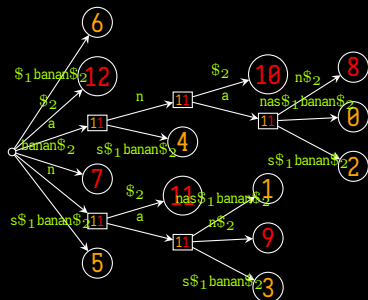 6
$₁banan$₂
12
$₂
a
11
n
11
$₂
10
a
11
n$₂
8
nas$₁banan$₂
0
s$₁banan$₂
2
s$₁banan$₂
4
banan$₂
7
n
11
$₂
11
a
11
nas$₁banan$₂
1
n$₂
9
s$₁banan$₂
3
s$₁banan$₂
5